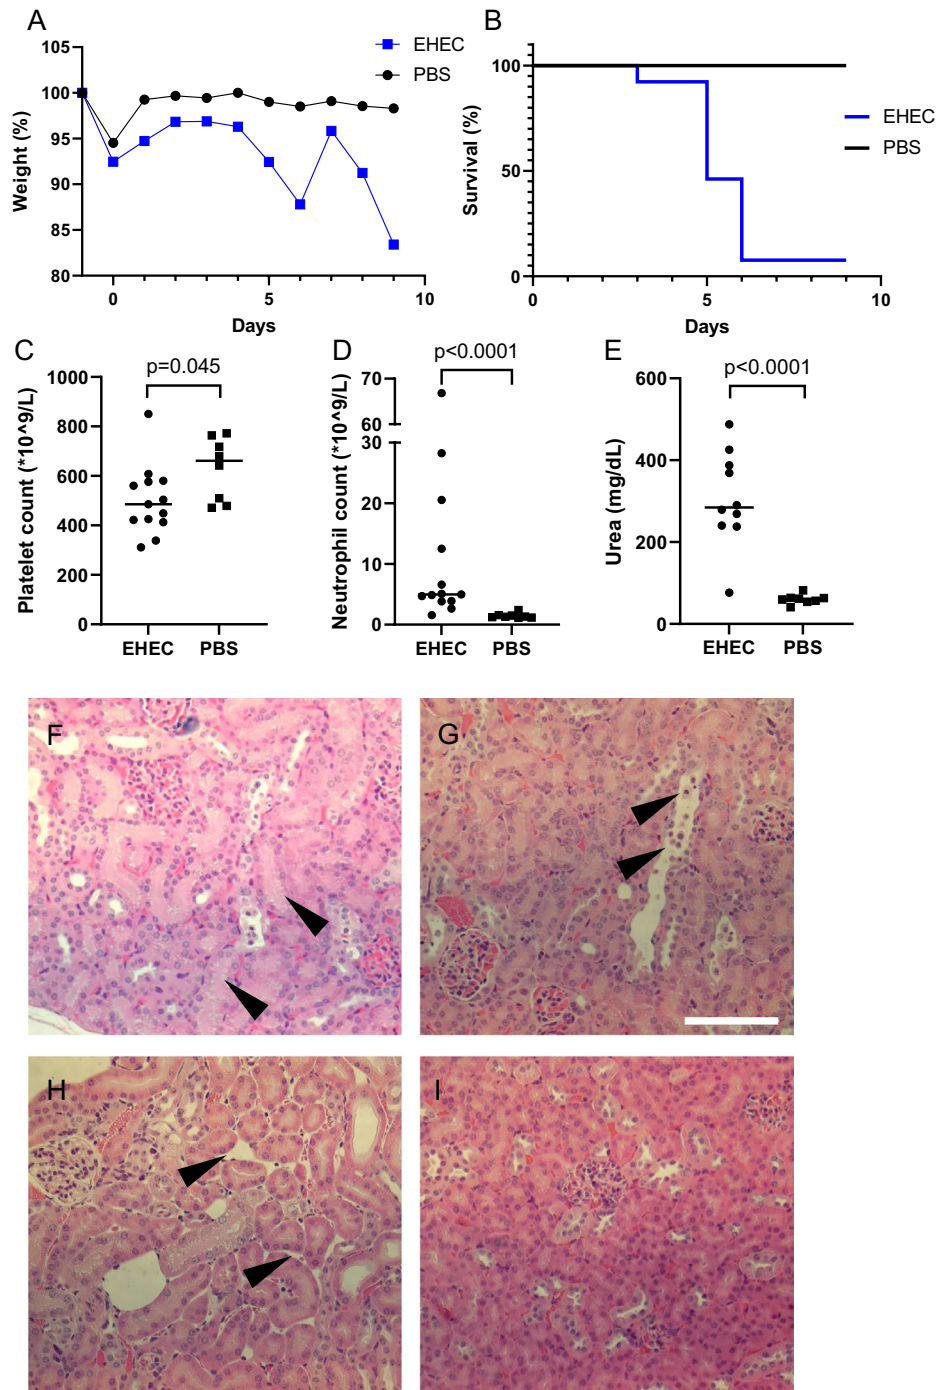 A
EHEC
PBS
105
100
95
90
85
80
Weight (%)
0
5
10
Days
B
100
50
0
Survival (%)
0
5
10
Days
EHEC
PBS
C
p=0.045
1000
800
600
400
200
0
Platelet count (*10^9/L)
EHEC
PBS
D
p<0.0001
70
60
30
20
10
0
Neutrophil count (*10^9/L)
EHEC
PBS
E
p<0.0001
600
400
200
0
Urea (mg/dL)
EHEC
PBS
F
G
H
I